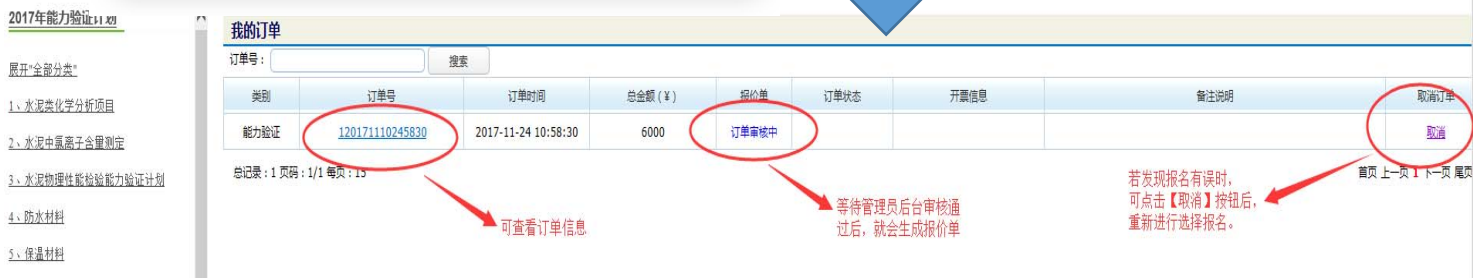 2017年能力验证计划
展开"全部分类"
1、水泥类化学分析项目
2、水泥中氯离子含量测定
3、水泥物理性能检验能力验证计划
4、防水材料
5、保温材料
我的订单
订单号： 搜索
类别 订单号 订单时间 总金额(￥) 报价单 订单状态 开票信息 备注说明 取消订单
能力验证 120171110245830 2017-11-24 10:58:30 6000 订单审核中 取消
总记录：1 页码：1/1 每页：15 首页 上一页 1 下一页 尾页
可查看订单信息
等待管理员后台审核通
过后，就会生成报价单
若发现报名有误时，
可点击【取消】按钮后，
重新进行选择报名。